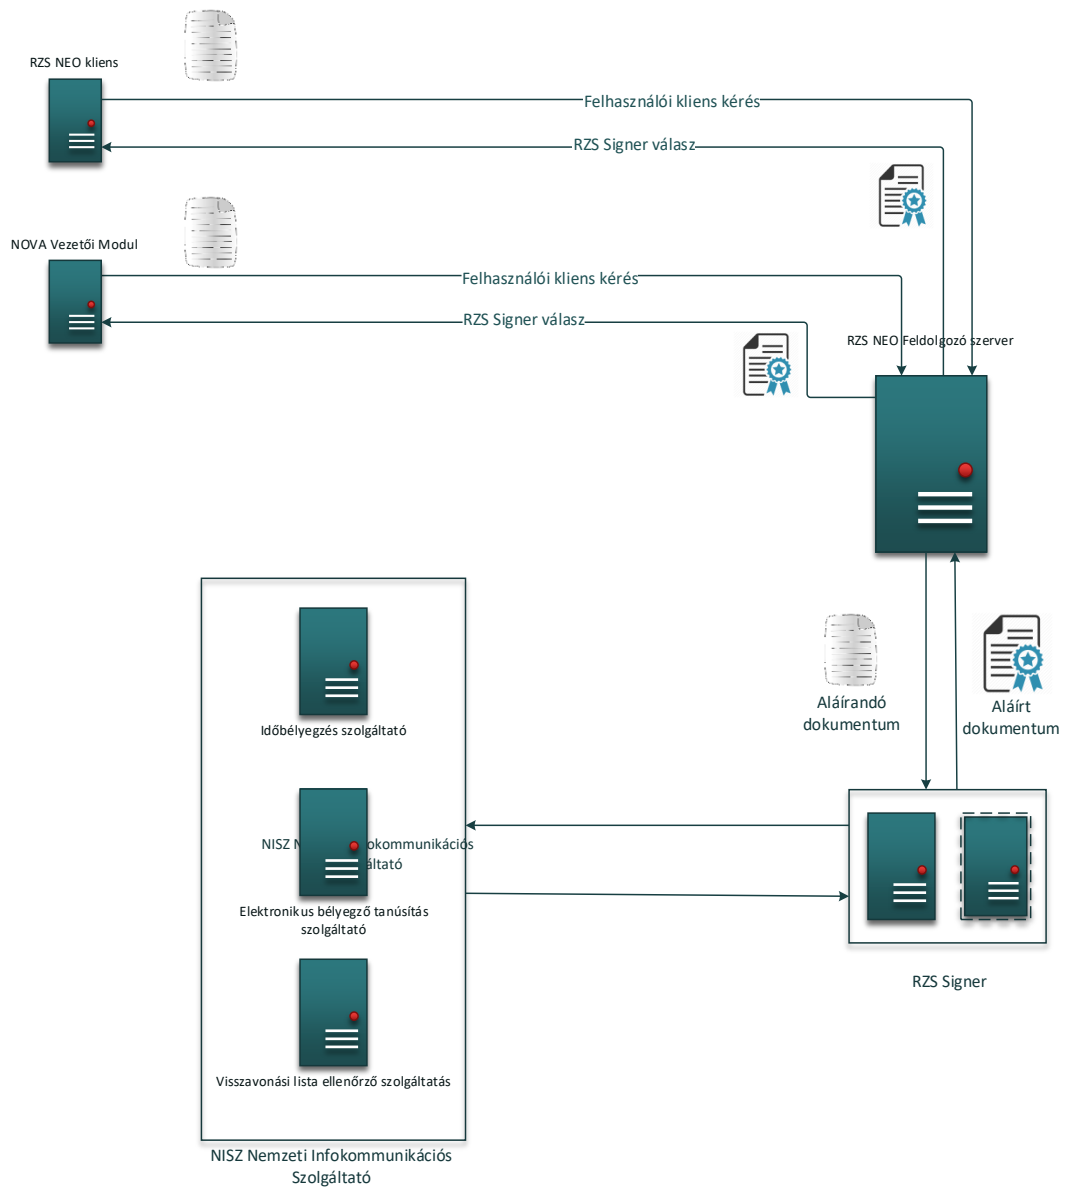 RZS NEO kliens
Felhasználói kliens kérés
RZS Signer válasz
NOVA Vezetői Modul
Felhasználói kliens kérés
RZS Signer válasz
RZS NEO Feldolgozó szerver
Aláírandó
dokumentum
Aláírt
dokumentum
Időbélyegzés szolgáltató
NISZ
Elektronikus bélyegző tanúsítás
szolgáltató
Visszavonási lista ellenőrző szolgáltatás
RZS Signer
NISZ Nemzeti Infokommunikációs
Szolgáltató